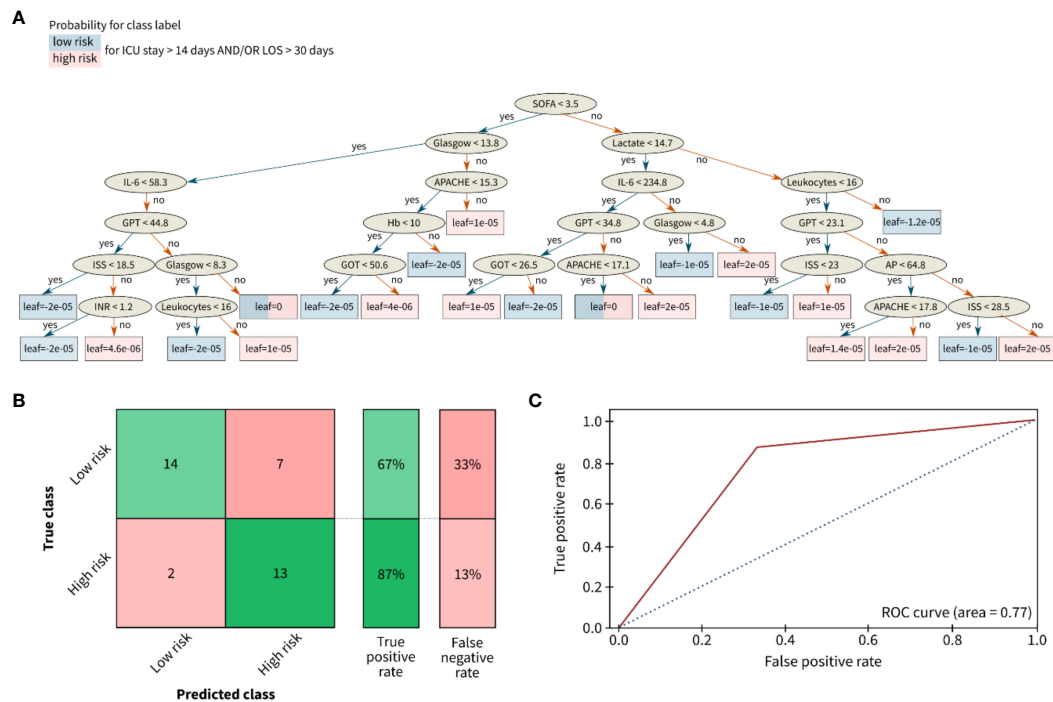 A
Probability for class label
low risk
high risk
for ICU stay > 14 days AND/OR LOS > 30 days
SOFA < 3.5
yes no
Glasgow < 13.8 Lactate < 14.7
yes no yes no
IL-6 < 58.3 APACHE < 15.3 IL-6 < 234.8 Leukocytes < 16
no yes no yes no yes no
GPT < 44.8 Hb < 10 leaf=1e-05 GPT < 34.8 Glasgow < 4.8 GPT < 23.1 leaf=-1.2e-05
yes no yes no yes no yes no yes no
ISS < 18.5 Glasgow < 8.3 GOT < 50.6 leaf=-2e-05 GOT < 26.5 APACHE < 17.1 leaf=-1e-05 leaf=2e-05 ISS < 23 AP < 64.8
yes no yes no yes no yes no yes no yes no yes no
leaf=-2e-05 INR < 1.2 Leukocytes < 16 leaf=0 leaf=-2e-05 leaf=4e-06 leaf=1e-05 leaf=-2e-05 leaf=0 leaf=2e-05 leaf=-1e-05 leaf=1e-05 APACHE < 17.8 ISS < 28.5
yes no yes no yes no yes no
leaf=-2e-05 leaf=4.6e-06 leaf=-2e-05 leaf=1e-05 leaf=1.4e-05 leaf=2e-05 leaf=-1e-05 leaf=2e-05
B
True class
Low risk
14 7 67% 33%
High risk
2 13 87% 13%
Low risk
High risk
True
positive
rate
False
negative
rate
Predicted class
C
True positive rate
1.0
0.8
0.6
0.4
0.2
0.0
ROC curve (area = 0.77)
0.0 0.2 0.4 0.6 0.8 1.0
False positive rate